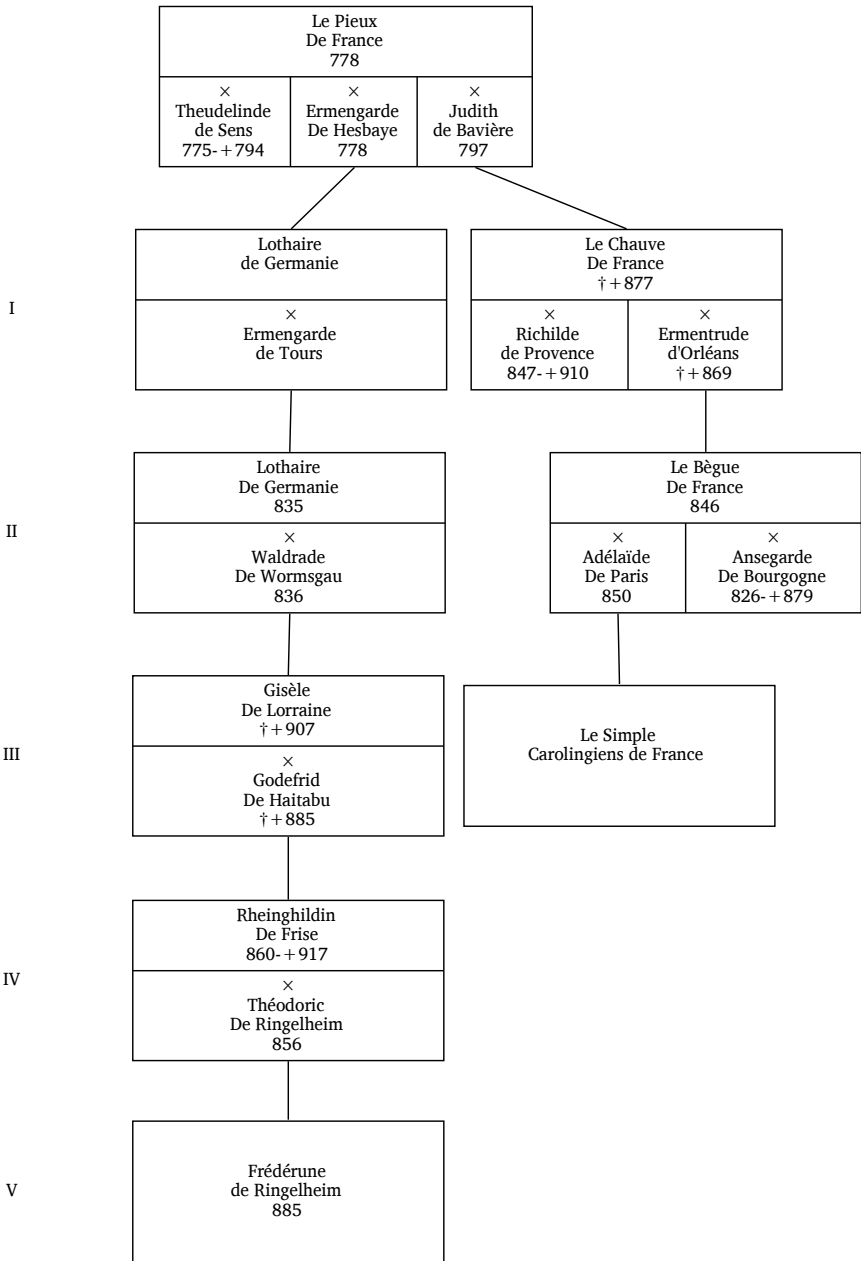 Le Pieux
De France
778
×
Theudelinde
de Sens
775-+794
×
Ermengarde
De Hesbaye
778
×
Judith
de Bavière
797
I
Lothaire
de Germanie
×
Ermengarde
de Tours
Le Chauve
De France
†+877
×
Richilde
de Provence
847-+910
×
Ermentrude
d'Orléans
†+869
II
Lothaire
De Germanie
835
×
Waldrade
De Wormsgau
836
Le Bègue
De France
846
×
Adélaïde
De Paris
850
×
Ansegarde
De Bourgogne
826-+879
III
Gisèle
De Lorraine
†+907
×
Godefrid
De Haitabu
†+885
Le Simple
Carolingiens de France
IV
Rheinghildin
De Frise
860-+917
×
Théodoric
De Ringelheim
856
V
Frédérune
de Ringelheim
885